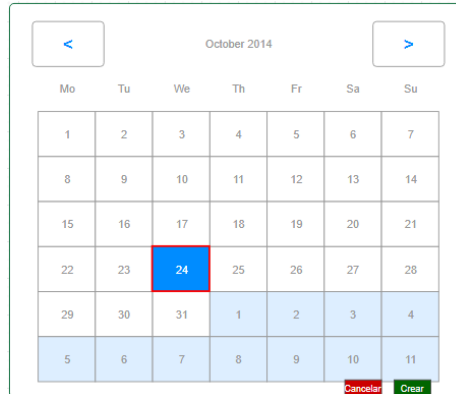 < October 2014 >
Mo Tu We Th Fr Sa Su
1 2 3 4 5 6 7
8 9 10 11 12 13 14
15 16 17 18 19 20 21
22 23 24 25 26 27 28
29 30 31 1 2 3 4
5 6 7 8 9 10 11
Cancelar Crear